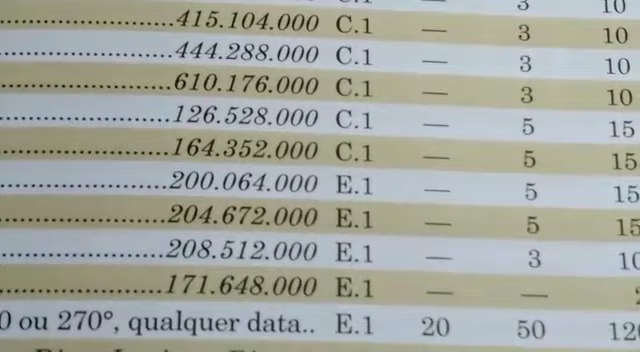 3 10
......................415.104.000 C.1 — 3 10
......................444.288.000 C.1 — 3 10
......................610.176.000 C.1 — 3 10
......................126.528.000 C.1 — 5 15
......................164.352.000 C.1 — 5 15
.....................200.064.000 E.1 — 5 15
.....................204.672.000 E.1 — 5 15
.....................208.512.000 E.1 — 3 10
.....................171.648.000 E.1 — —
0 ou 270°, qualquer data.. E.1 20 50 120